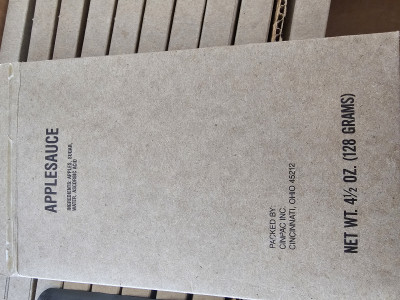 APPLESAUCE
INGREDIENTS: APPLES, SUGAR,
WATER, ASCORBIC ACID
PACKED BY:
CINPAC INC.
CINCINNATI, OHIO 45212
NET WT. 4½ OZ. (128 GRAMS)